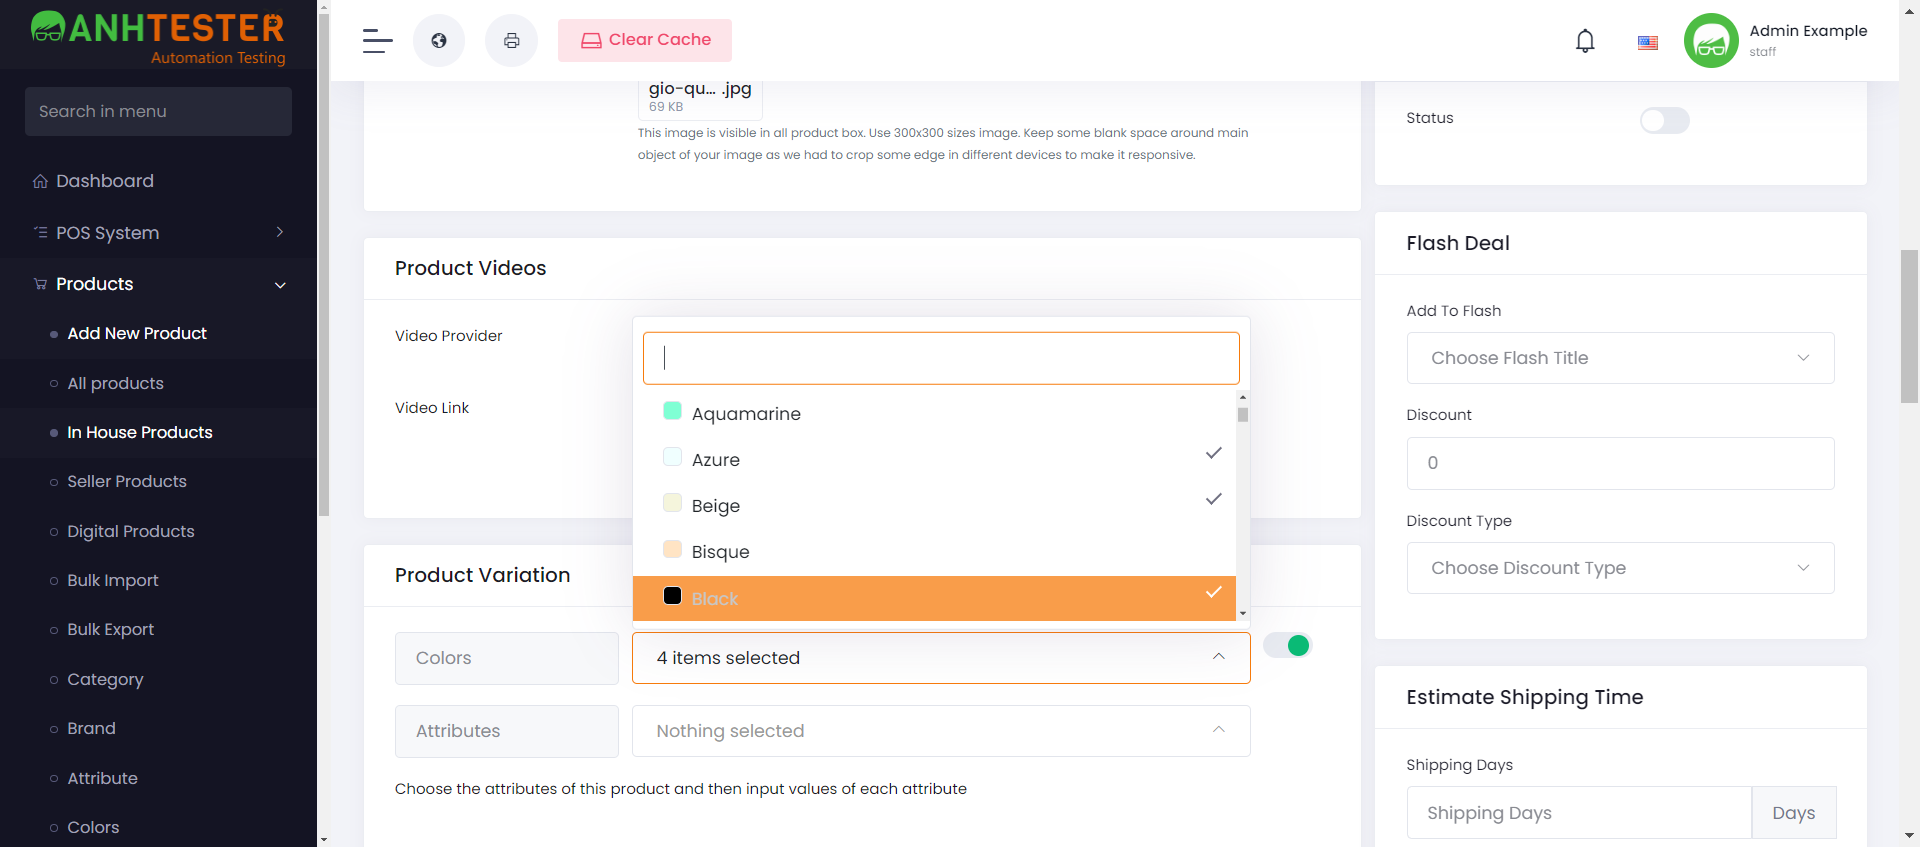 ANHTESTER
Automation Testing
Search in menu
Dashboard
POS System
Products
Add New Product
All products
In House Products
Seller Products
Digital Products
Bulk Import
Bulk Export
Category
Brand
Attribute
Colors
Clear Cache
Admin Example
staff
gio-qu... .jpg
69 KB
This image is visible in all product box. Use 300x300 sizes image. Keep some blank space around main
object of your image as we had to crop some edge in different devices to make it responsive.
Product Videos
Video Provider
Video Link
Aquamarine
Azure
Beige
Bisque
Black
Product Variation
Colors
4 items selected
Attributes
Nothing selected
Choose the attributes of this product and then input values of each attribute
Status
Flash Deal
Add To Flash
Choose Flash Title
Discount
0
Discount Type
Choose Discount Type
Estimate Shipping Time
Shipping Days
Shipping Days
Days